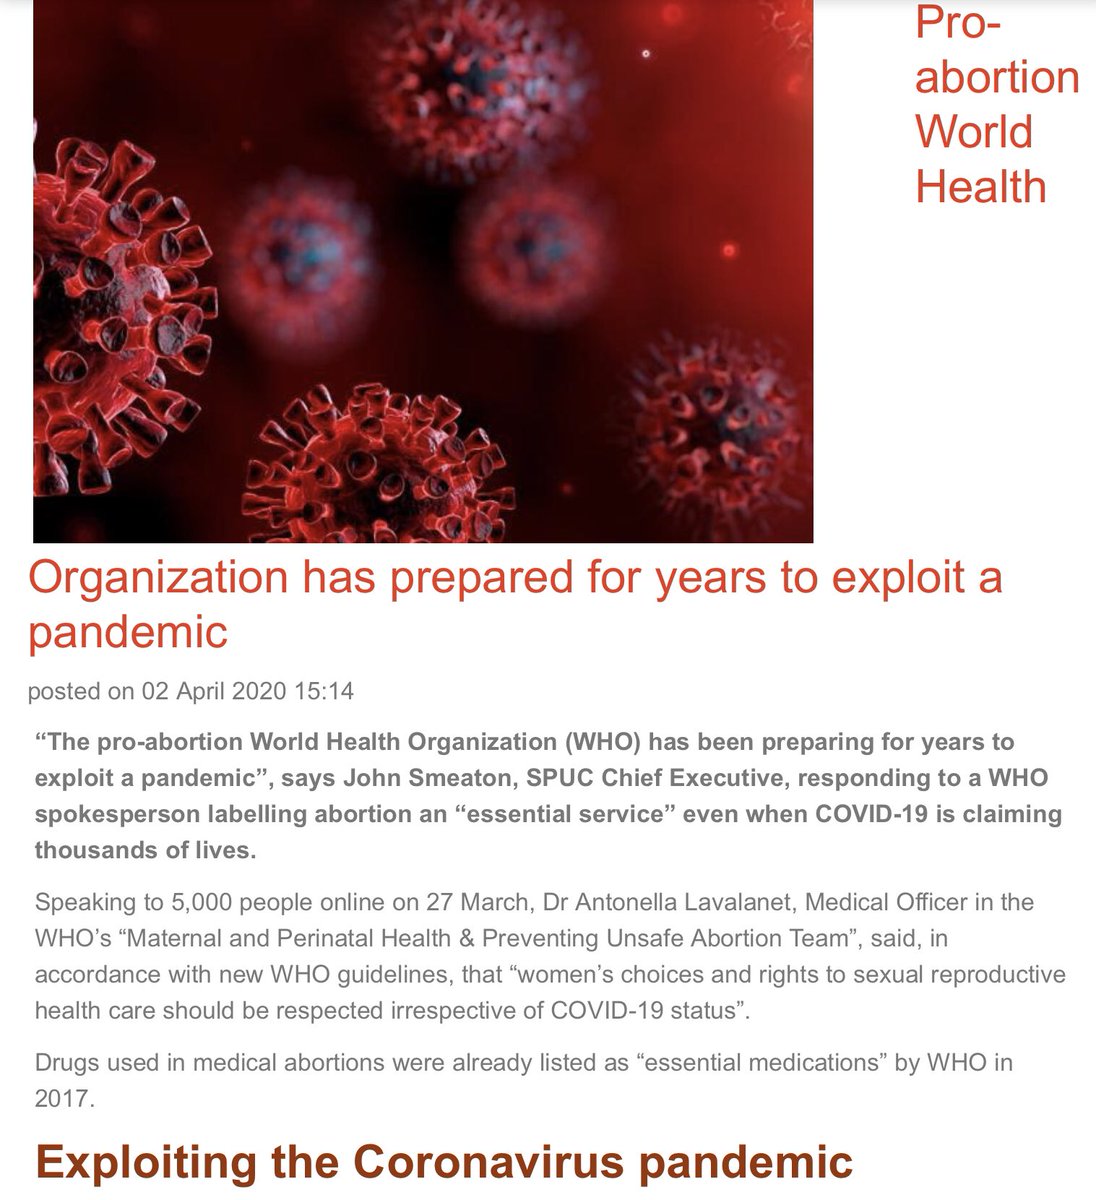 Pro-
abortion
World
Health
Organization has prepared for years to exploit a
pandemic
posted on 02 April 2020 15:14
“The pro-abortion World Health Organization (WHO) has been preparing for years to
exploit a pandemic”, says John Smeaton, SPUC Chief Executive, responding to a WHO
spokesperson labelling abortion an “essential service” even when COVID-19 is claiming
thousands of lives.
Speaking to 5,000 people online on 27 March, Dr Antonella Lavalanet, Medical Officer in the
WHO’s “Maternal and Perinatal Health & Preventing Unsafe Abortion Team”, said, in
accordance with new WHO guidelines, that “women’s choices and rights to sexual reproductive
health care should be respected irrespective of COVID-19 status”.
Drugs used in medical abortions were already listed as “essential medications” by WHO in
2017.
Exploiting the Coronavirus pandemic